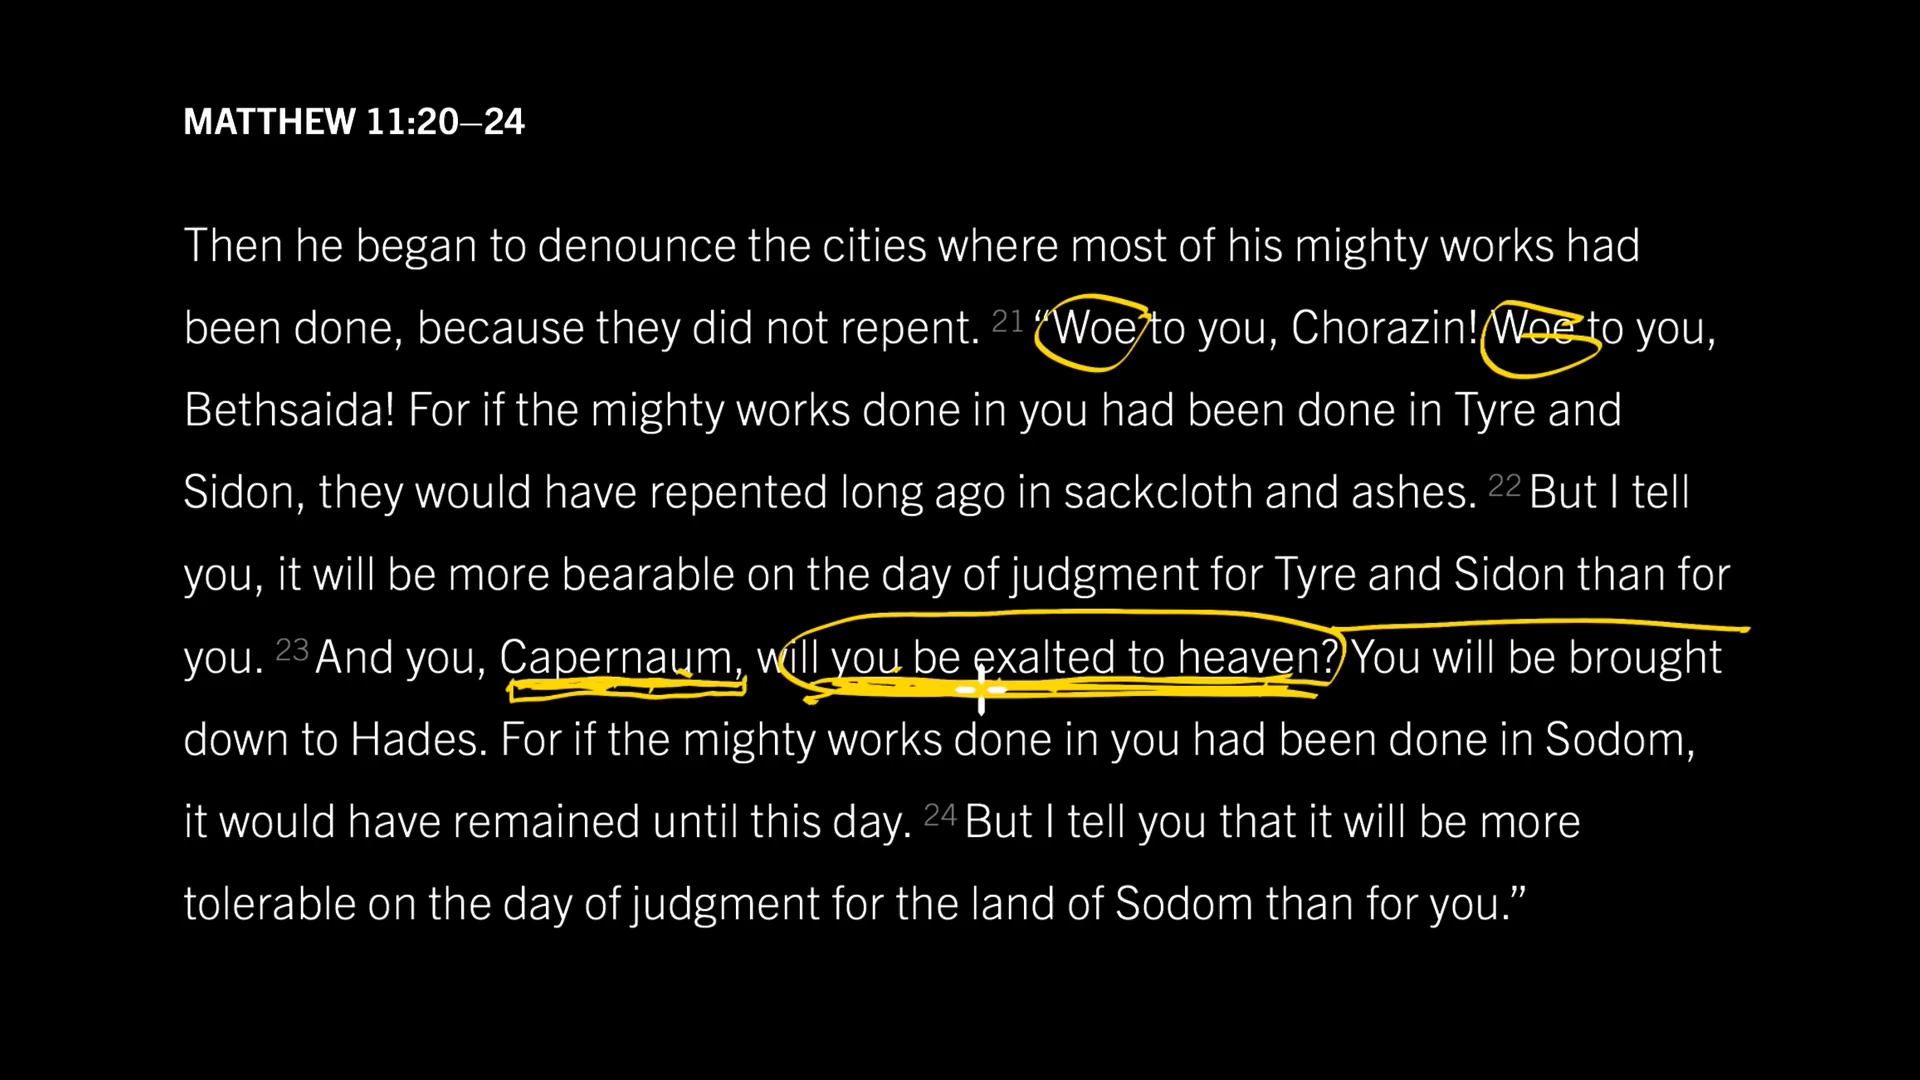 MATTHEW 11:20–24
Then he began to denounce the cities where most of his mighty works had
been done, because they did not repent. 21 “Woe to you, Chorazin! Woe to you,
Bethsaida! For if the mighty works done in you had been done in Tyre and
Sidon, they would have repented long ago in sackcloth and ashes. 22 But I tell
you, it will be more bearable on the day of judgment for Tyre and Sidon than for
you. 23 And you, Capernaum, will you be exalted to heaven? You will be brought
down to Hades. For if the mighty works done in you had been done in Sodom,
it would have remained until this day. 24 But I tell you that it will be more
tolerable on the day of judgment for the land of Sodom than for you.”